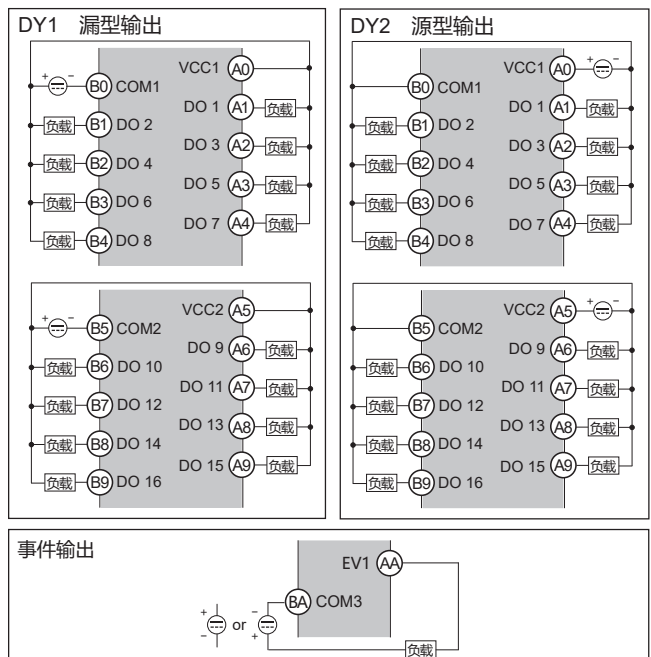 DY1 漏型输出
+ -
B0 COM1
VCC1 A0
DO 1 A1 负载
负载 B1 DO 2
DO 3 A2 负载
负载 B2 DO 4
DO 5 A3 负载
负载 B3 DO 6
DO 7 A4 负载
负载 B4 DO 8
VCC2 A5
+ -
B5 COM2
DO 9 A6 负载
负载 B6 DO 10
DO 11 A7 负载
负载 B7 DO 12
DO 13 A8 负载
负载 B8 DO 14
DO 15 A9 负载
负载 B9 DO 16
DY2 源型输出
VCC1 A0 + -
B0 COM1
DO 1 A1 负载
负载 B1 DO 2
DO 3 A2 负载
负载 B2 DO 4
DO 5 A3 负载
负载 B3 DO 6
DO 7 A4 负载
负载 B4 DO 8
VCC2 A5 + -
B5 COM2
DO 9 A6 负载
负载 B6 DO 10
DO 11 A7 负载
负载 B7 DO 12
DO 13 A8 负载
负载 B8 DO 14
DO 15 A9 负载
负载 B9 DO 16
事件输出
EV1 AA
BA COM3
+ - or - +
负载